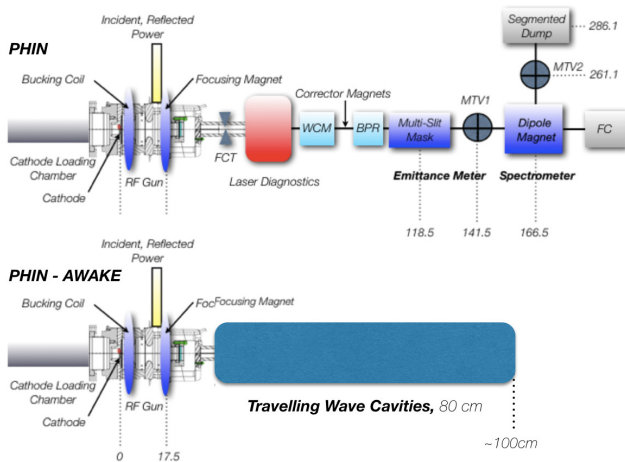 PHIN
Incident, Reflected
Power
Bucking Coil
Focusing Magnet
Cathode Loading
Chamber
Cathode
RF Gun
FCT
Laser Diagnostics
Corrector Magnets
WCM
BPR
Multi-Slit
Mask
MTV1
Dipole
Magnet
FC
Segmented
Dump
286.1
MTV2
261.1
Emittance Meter
Spectrometer
118.5
141.5
166.5
PHIN - AWAKE
Incident, Reflected
Power
Bucking Coil
FocFocusing Magnet
Cathode Loading
Chamber
Cathode
RF Gun
Travelling Wave Cavities, 80 cm
~100cm
0
17.5